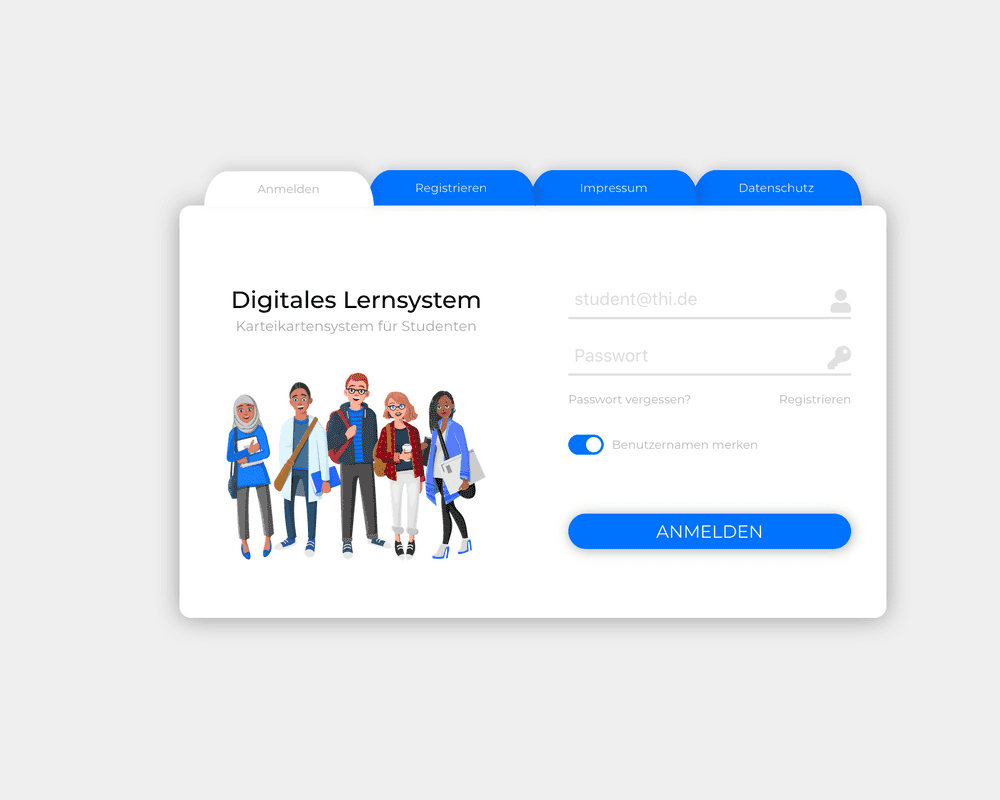 Anmelden
Registrieren
Impressum
Datenschutz
Digitales Lernsystem
Karteikartensystem für Studenten
student@thi.de
Passwort
Passwort vergessen?
Registrieren
Benutzernamen merken
ANMELDEN